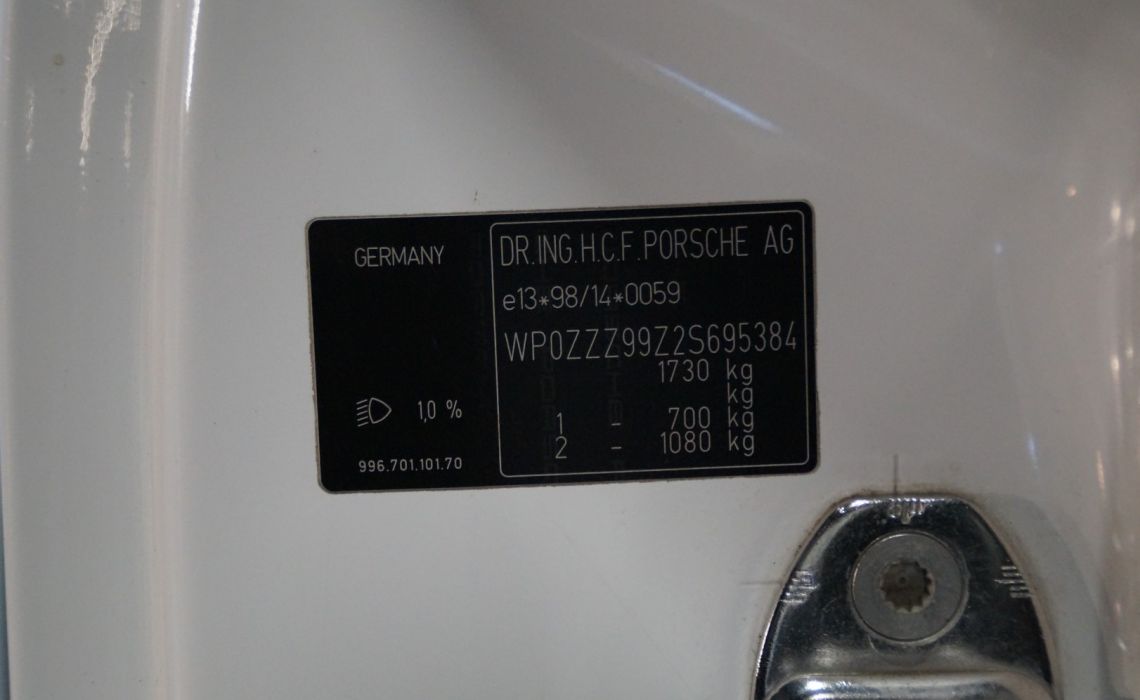 GERMANY
1,0 %
996.701.101.70
DR.ING.H.C.F.PORSCHE AG
e13*98/14*0059
WP0ZZZ99Z2S695384
1730 kg
kg
1 - 700 kg
2 - 1080 kg